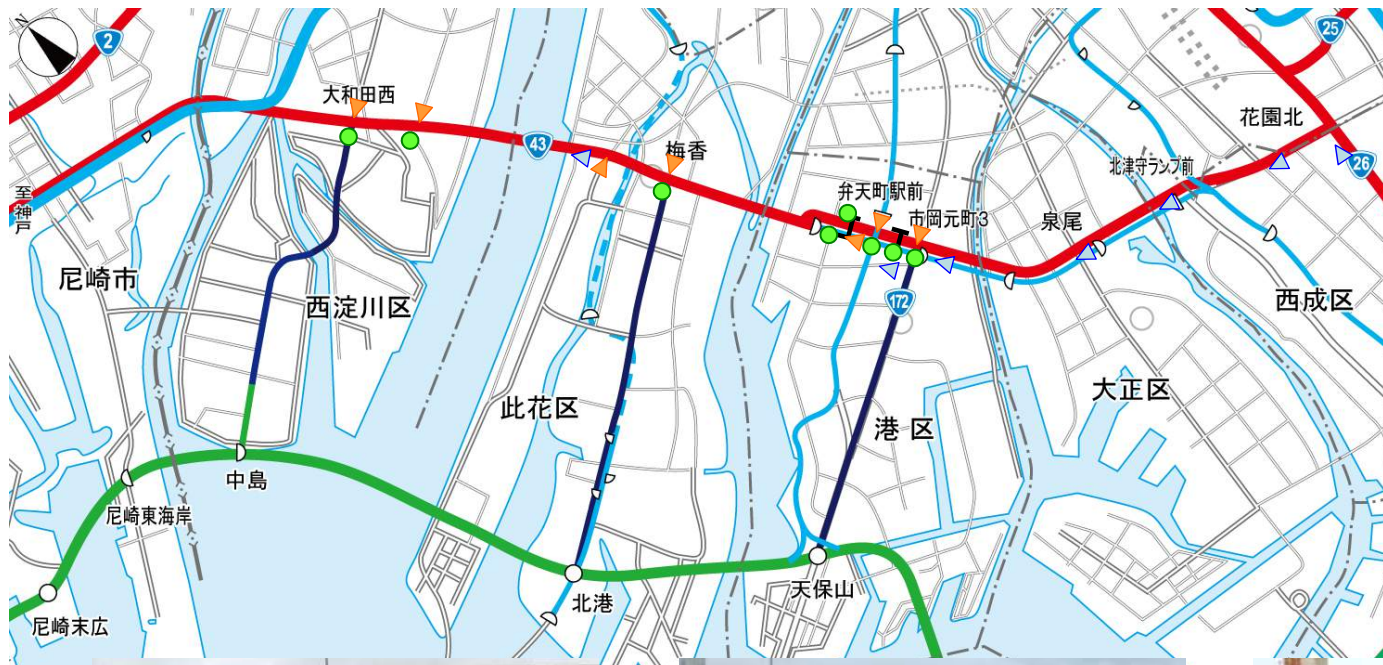 N
2
25
大和田西
花園北
43
梅香
北津守ランプ前
26
至神戸
弁天町駅前
市岡元町3
泉尾
尼崎市
西淀川区
172
西成区
大正区
此花区
港区
中島
尼崎東海岸
天保山
北港
尼崎末広